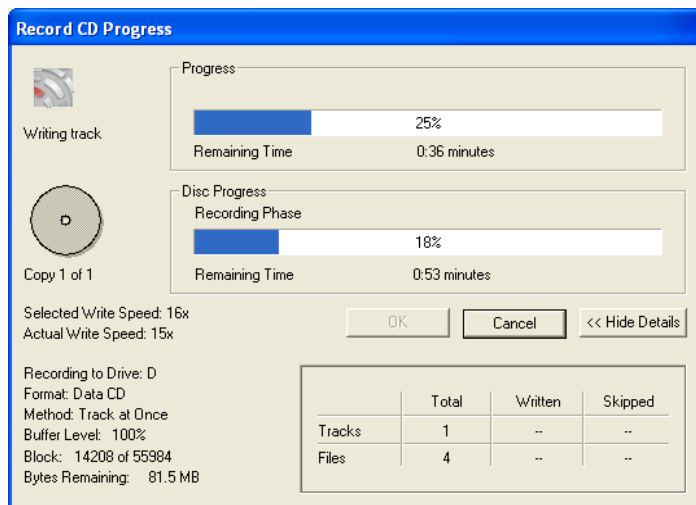 Record CD Progress
Progress
Writing track
25%
Remaining Time 0:36 minutes
Disc Progress
Recording Phase
18%
Copy 1 of 1
Remaining Time 0:53 minutes
Selected Write Speed: 16x
Actual Write Speed: 15x
OK Cancel << Hide Details
Recording to Drive: D
Format: Data CD
Method: Track at Once
Buffer Level: 100%
Block: 14208 of 55984
Bytes Remaining: 81.5 MB
Total Written Skipped
Tracks 1 -- --
Files 4 -- --